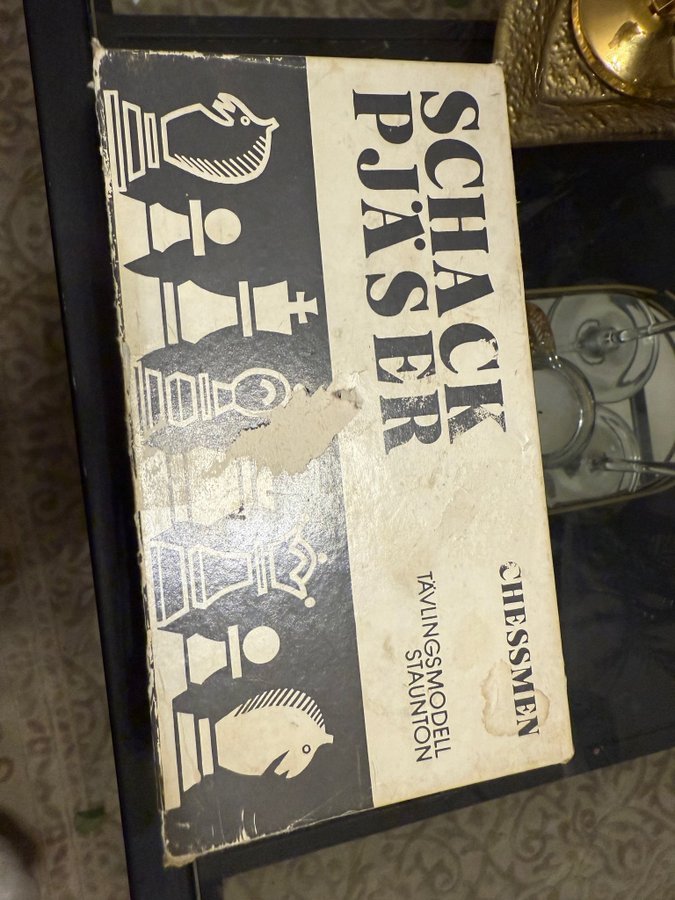 SCHACK
PJÄSER
CHESSMEN
TÄVLINGSMODELL
STAUNTON